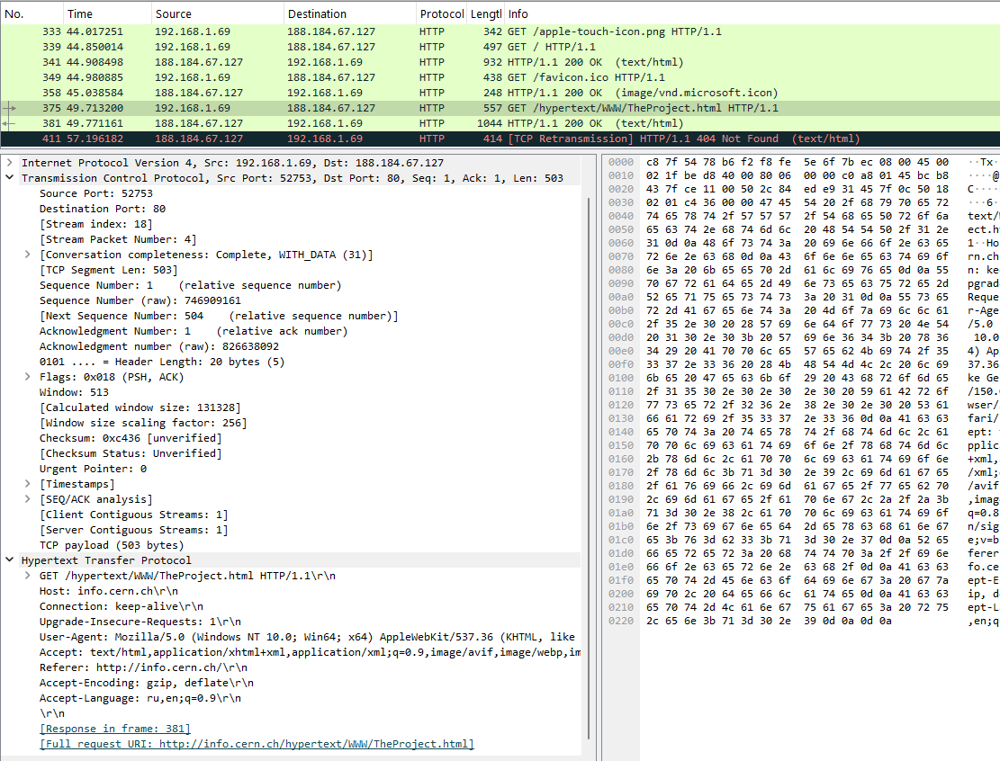 No. Time Source Destination Protocol Lengtl Info
333 44.017251 192.168.1.69 188.184.67.127 HTTP 342 GET /apple-touch-icon.png HTTP/1.1
339 44.850014 192.168.1.69 188.184.67.127 HTTP 497 GET / HTTP/1.1
341 44.908498 188.184.67.127 192.168.1.69 HTTP 932 HTTP/1.1 200 OK (text/html)
349 44.980885 192.168.1.69 188.184.67.127 HTTP 438 GET /favicon.ico HTTP/1.1
358 45.038584 188.184.67.127 192.168.1.69 HTTP 248 HTTP/1.1 200 OK (image/vnd.microsoft.icon)
375 49.713200 192.168.1.69 188.184.67.127 HTTP 557 GET /hypertext/WWW/TheProject.html HTTP/1.1
381 49.771161 188.184.67.127 192.168.1.69 HTTP 1044 HTTP/1.1 200 OK (text/html)
411 57.196182 188.184.67.127 192.168.1.69 HTTP 414 [TCP Retransmission] HTTP/1.1 404 Not Found (text/html)
Internet Protocol Version 4, Src: 192.168.1.69, Dst: 188.184.67.127
Transmission Control Protocol, Src Port: 52753, Dst Port: 80, Seq: 1, Ack: 1, Len: 503
Source Port: 52753
Destination Port: 80
[Stream index: 18]
[Stream Packet Number: 4]
[Conversation completeness: Complete, WITH_DATA (31)]
[TCP Segment Len: 503]
Sequence Number: 1 (relative sequence number)
Sequence Number (raw): 746909161
[Next Sequence Number: 504 (relative sequence number)]
Acknowledgment Number: 1 (relative ack number)
Acknowledgment number (raw): 826638092
0101 .... = Header Length: 20 bytes (5)
Flags: 0x018 (PSH, ACK)
Window: 513
[Calculated window size: 131328]
[Window size scaling factor: 256]
Checksum: 0xc436 [unverified]
[Checksum Status: Unverified]
Urgent Pointer: 0
[Timestamps]
[SEQ/ACK analysis]
[Client Contiguous Streams: 1]
[Server Contiguous Streams: 1]
TCP payload (503 bytes)
Hypertext Transfer Protocol
GET /hypertext/WWW/TheProject.html HTTP/1.1\r\n
Host: info.cern.ch\r\n
Connection: keep-alive\r\n
Upgrade-Insecure-Requests: 1\r\n
User-Agent: Mozilla/5.0 (Windows NT 10.0; Win64; x64) AppleWebKit/537.36 (KHTML, like
Accept: text/html,application/xhtml+xml,application/xml;q=0.9,image/avif,image/webp,im
Referer: http://info.cern.ch/\r\n
Accept-Encoding: gzip, deflate\r\n
Accept-Language: ru,en;q=0.9\r\n
\r\n
[Response in frame: 381]
[Full request URI: http://info.cern.ch/hypertext/WWW/TheProject.html]
0000 c8 7f 54 78 b6 f2 f8 fe 5e 6f 7b ec 08 00 45 00 ··Tx·
0010 02 1f be d8 40 00 80 06 00 00 c0 a8 01 45 bc b8 ····@
0020 43 7f ce 11 00 50 2c 84 ed e9 31 45 7f 0c 50 18 C····
0030 02 01 c4 36 00 00 47 45 54 20 2f 68 79 70 65 72 ···6·
0040 74 65 78 74 2f 57 57 57 2f 54 68 65 50 72 6f 6a text/
0050 65 63 74 2e 68 74 6d 6c 20 48 54 54 50 2f 31 2e ect.h
0060 31 0d 0a 48 6f 73 74 3a 20 69 6e 66 6f 2e 63 65 1··Ho
0070 72 6e 2e 63 68 0d 0a 43 6f 6e 6e 65 63 74 69 6f rn.ch
0080 6e 3a 20 6b 65 65 70 2d 61 6c 69 76 65 0d 0a 55 n: ke
0090 70 67 72 61 64 65 2d 49 6e 73 65 63 75 72 65 2d pgrad
00a0 52 65 71 75 65 73 74 73 3a 20 31 0d 0a 55 73 65 Reque
00b0 72 2d 41 67 65 6e 74 3a 20 4d 6f 7a 69 6c 6c 61 r-Age
00c0 2f 35 2e 30 20 28 57 69 6e 64 6f 77 73 20 4e 54 /5.0
00d0 20 31 30 2e 30 3b 20 57 69 6e 36 34 3b 20 78 36 10.0
00e0 34 29 20 41 70 70 6c 65 57 65 62 4b 69 74 2f 35 4) Ap
00f0 33 37 2e 33 36 20 28 4b 48 54 4d 4c 2c 20 6c 69 37.36
0100 6b 65 20 47 65 63 6b 6f 29 20 43 68 72 6f 6d 65 ke Ge
0110 2f 31 35 30 2e 30 2e 30 2e 30 20 59 61 42 72 6f /150.
0120 77 73 65 72 2f 32 36 2e 38 2e 30 2e 30 20 53 61 wser/
0130 66 61 72 69 2f 35 33 37 2e 33 36 0d 0a 41 63 63 fari/
0140 65 70 74 3a 20 74 65 78 74 2f 68 74 6d 6c 2c 61 ept:
0150 70 70 6c 69 63 61 74 69 6f 6e 2f 78 68 74 6d 6c pplic
0160 2b 78 6d 6c 2c 61 70 70 6c 69 63 61 74 69 6f 6e +xml,
0170 2f 78 6d 6c 3b 71 3d 30 2e 39 2c 69 6d 61 67 65 /xml;
0180 2f 61 76 69 66 2c 69 6d 61 67 65 2f 77 65 62 70 /avif
0190 2c 69 6d 61 67 65 2f 61 70 6e 67 2c 2a 2f 2a 3b ,imag
01a0 71 3d 30 2e 38 2c 61 70 70 6c 69 63 61 74 69 6f q=0.8
01b0 6e 2f 73 69 67 6e 65 64 2d 65 78 63 68 61 6e 67 n/sig
01c0 65 3b 76 3d 62 33 3b 71 3d 30 2e 37 0d 0a 52 65 e;v=b
01d0 66 65 72 65 72 3a 20 68 74 74 70 3a 2f 2f 69 6e ferer
01e0 66 6f 2e 63 65 72 6e 2e 63 68 2f 0d 0a 41 63 63 fo.ce
01f0 65 70 74 2d 45 6e 63 6f 64 69 6e 67 3a 20 67 7a ept-E
0200 69 70 2c 20 64 65 66 6c 61 74 65 0d 0a 41 63 63 ip, d
0210 65 70 74 2d 4c 61 6e 67 75 61 67 65 3a 20 72 75 ept-L
0220 2c 65 6e 3b 71 3d 30 2e 39 0d 0a 0d 0a ,en;q